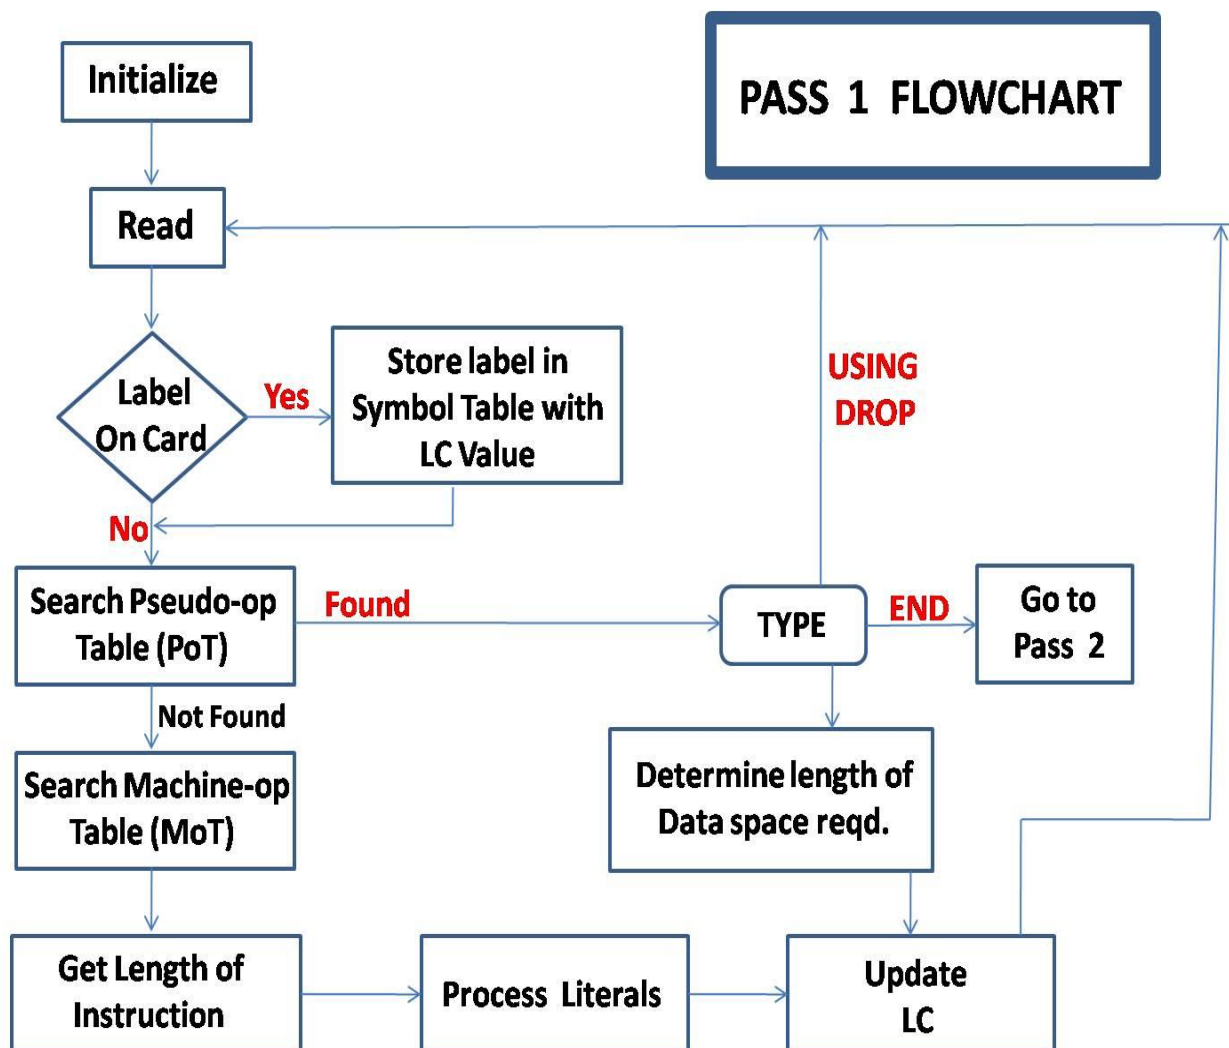 Initialize
PASS 1 FLOWCHART
Read
Label
On Card
Yes
Store label in
Symbol Table with
LC Value
USING
DROP
No
Search Pseudo-op
Table (PoT)
Found
TYPE
END
Go to
Pass 2
Not Found
Search Machine-op
Table (MoT)
Determine length of
Data space reqd.
Get Length of
Instruction
Process Literals
Update
LC